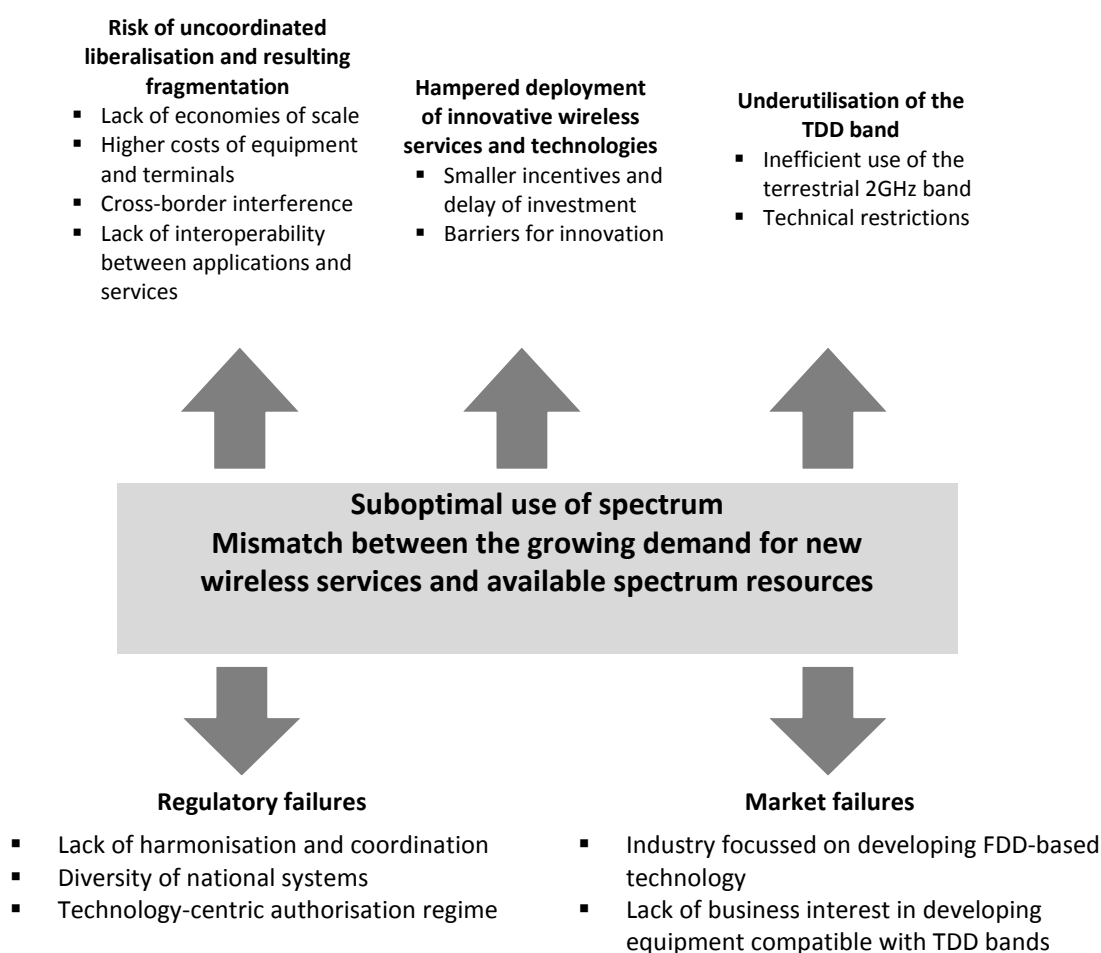 Risk of uncoordinated
liberalisation and resulting
fragmentation
▪ Lack of economies of scale
▪ Higher costs of equipment
and terminals
▪ Cross-border interference
▪ Lack of interoperability
between applications and
services
Hampered deployment
of innovative wireless
services and technologies
▪ Smaller incentives and
delay of investment
▪ Barriers for innovation
Underutilisation of the
TDD band
▪ Inefficient use of the
terrestrial 2GHz band
▪ Technical restrictions
Suboptimal use of spectrum
Mismatch between the growing demand for new
wireless services and available spectrum resources
Regulatory failures
▪ Lack of harmonisation and coordination
▪ Diversity of national systems
▪ Technology-centric authorisation regime
Market failures
▪ Industry focussed on developing FDD-based
technology
▪ Lack of business interest in developing
equipment compatible with TDD bands